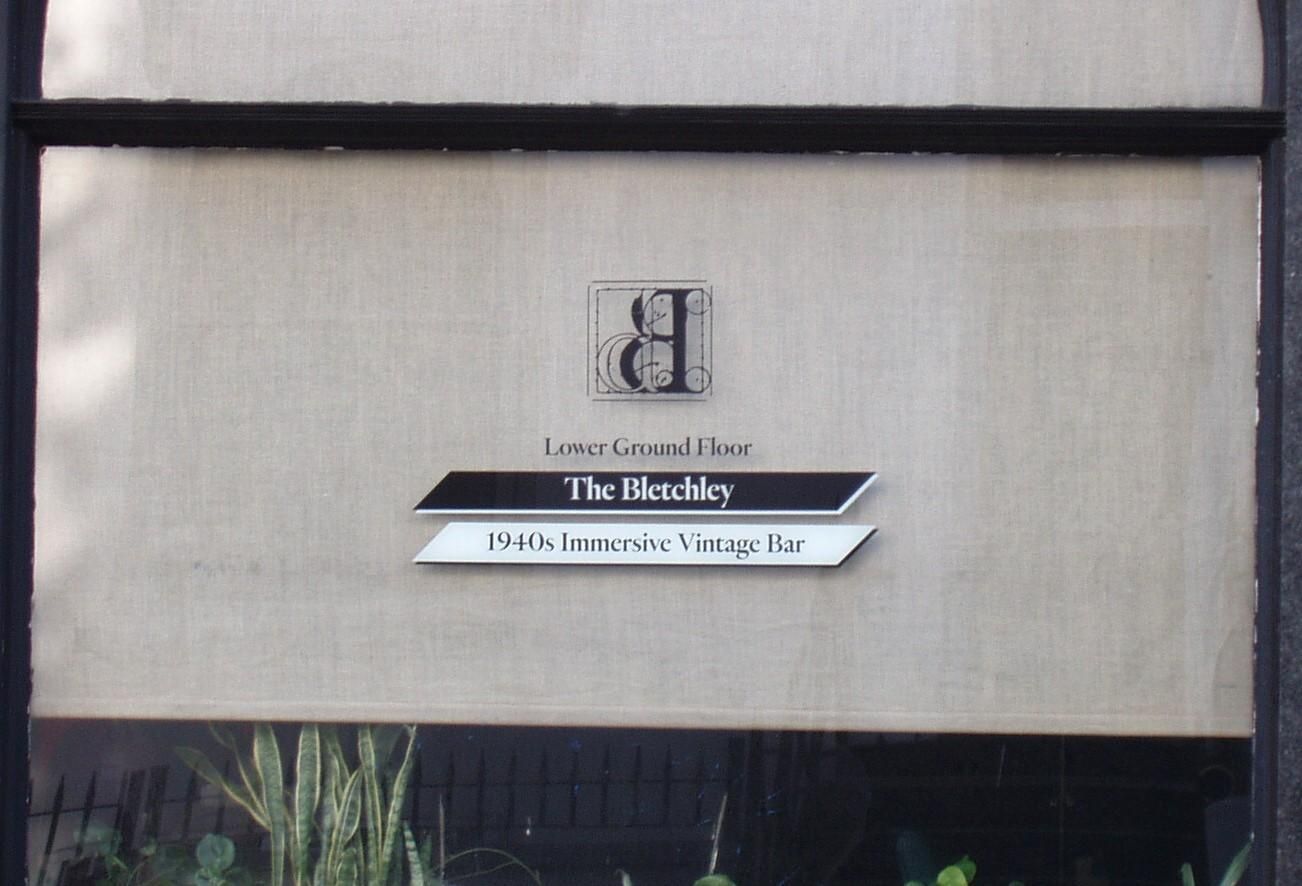 B
Lower Ground Floor
The Bletchley
1940s Immersive Vintage Bar